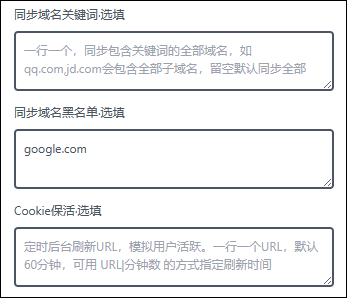 同步域名关键词·选填
一行一个，同步包含关键词的全部域名，如
qq.com,jd.com会包含全部子域名，留空默认同步全部
同步域名黑名单·选填
google.com
Cookie保活·选填
定时后台刷新URL，模拟用户活跃。一行一个URL，默认
60分钟，可用 URL|分钟数 的方式指定刷新时间